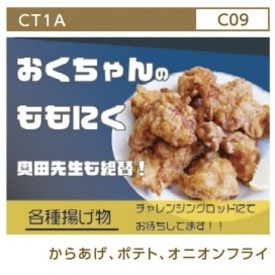 CT1A C09
おくちゃんの
ももにく
奥田先生も絶賛！
各種揚げ物
チャレンジングロッドにて
お待ちしてます！！
からあげ、ポテト、オニオンフライ